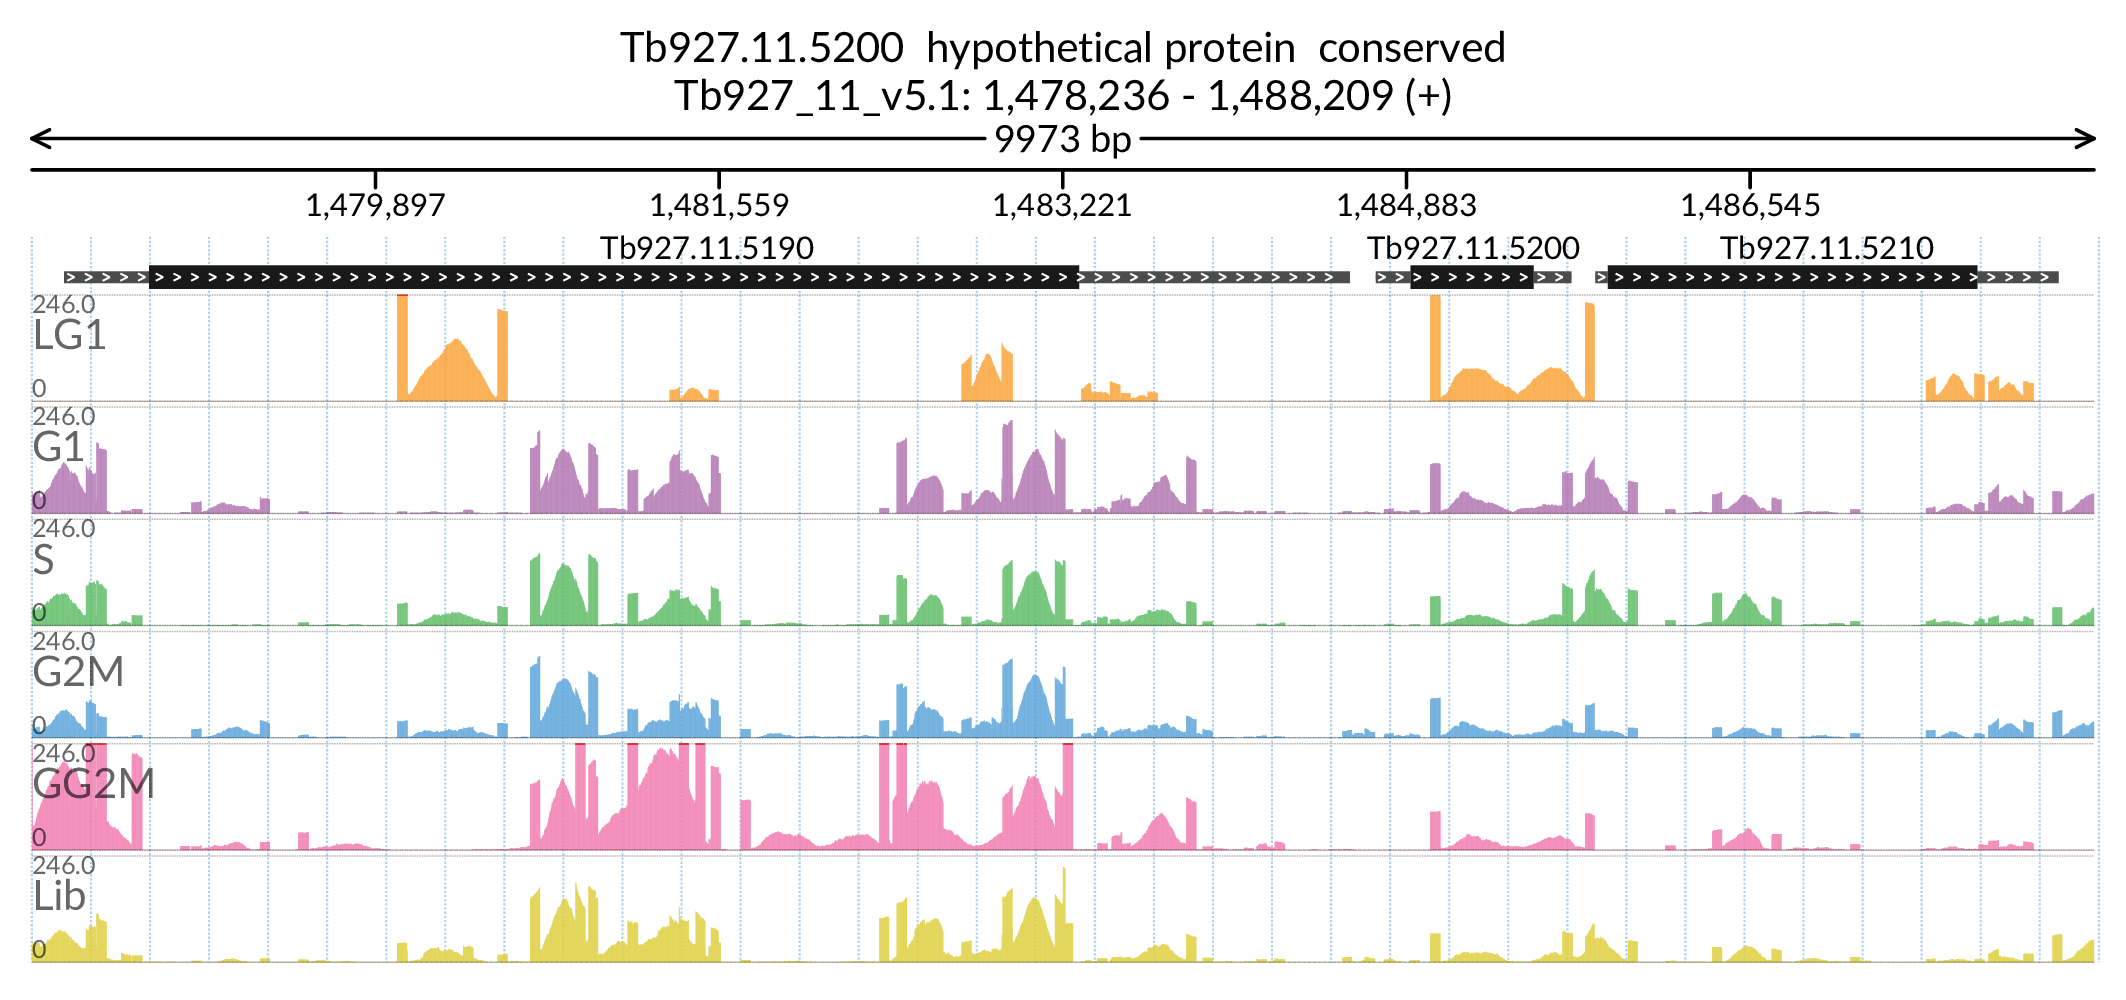 Tb927.11.5200 hypothetical protein conserved
Tb927_11_v5.1: 1,478,236 - 1,488,209 (+)
9973 bp
1,479,897 1,481,559 1,483,221 1,484,883 1,486,545
Tb927.11.5190 Tb927.11.5200 Tb927.11.5210
246.0
LG1
0
246.0
G1
0
246.0
S
0
246.0
G2M
0
246.0
GG2M
0
246.0
Lib
0